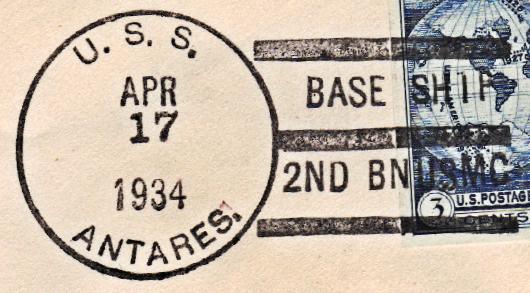 U. S. S.
APR
17
1934
ANTARES.
BASE SHIP
2ND BN USMC
3
U.S. POSTAGE
CENTS